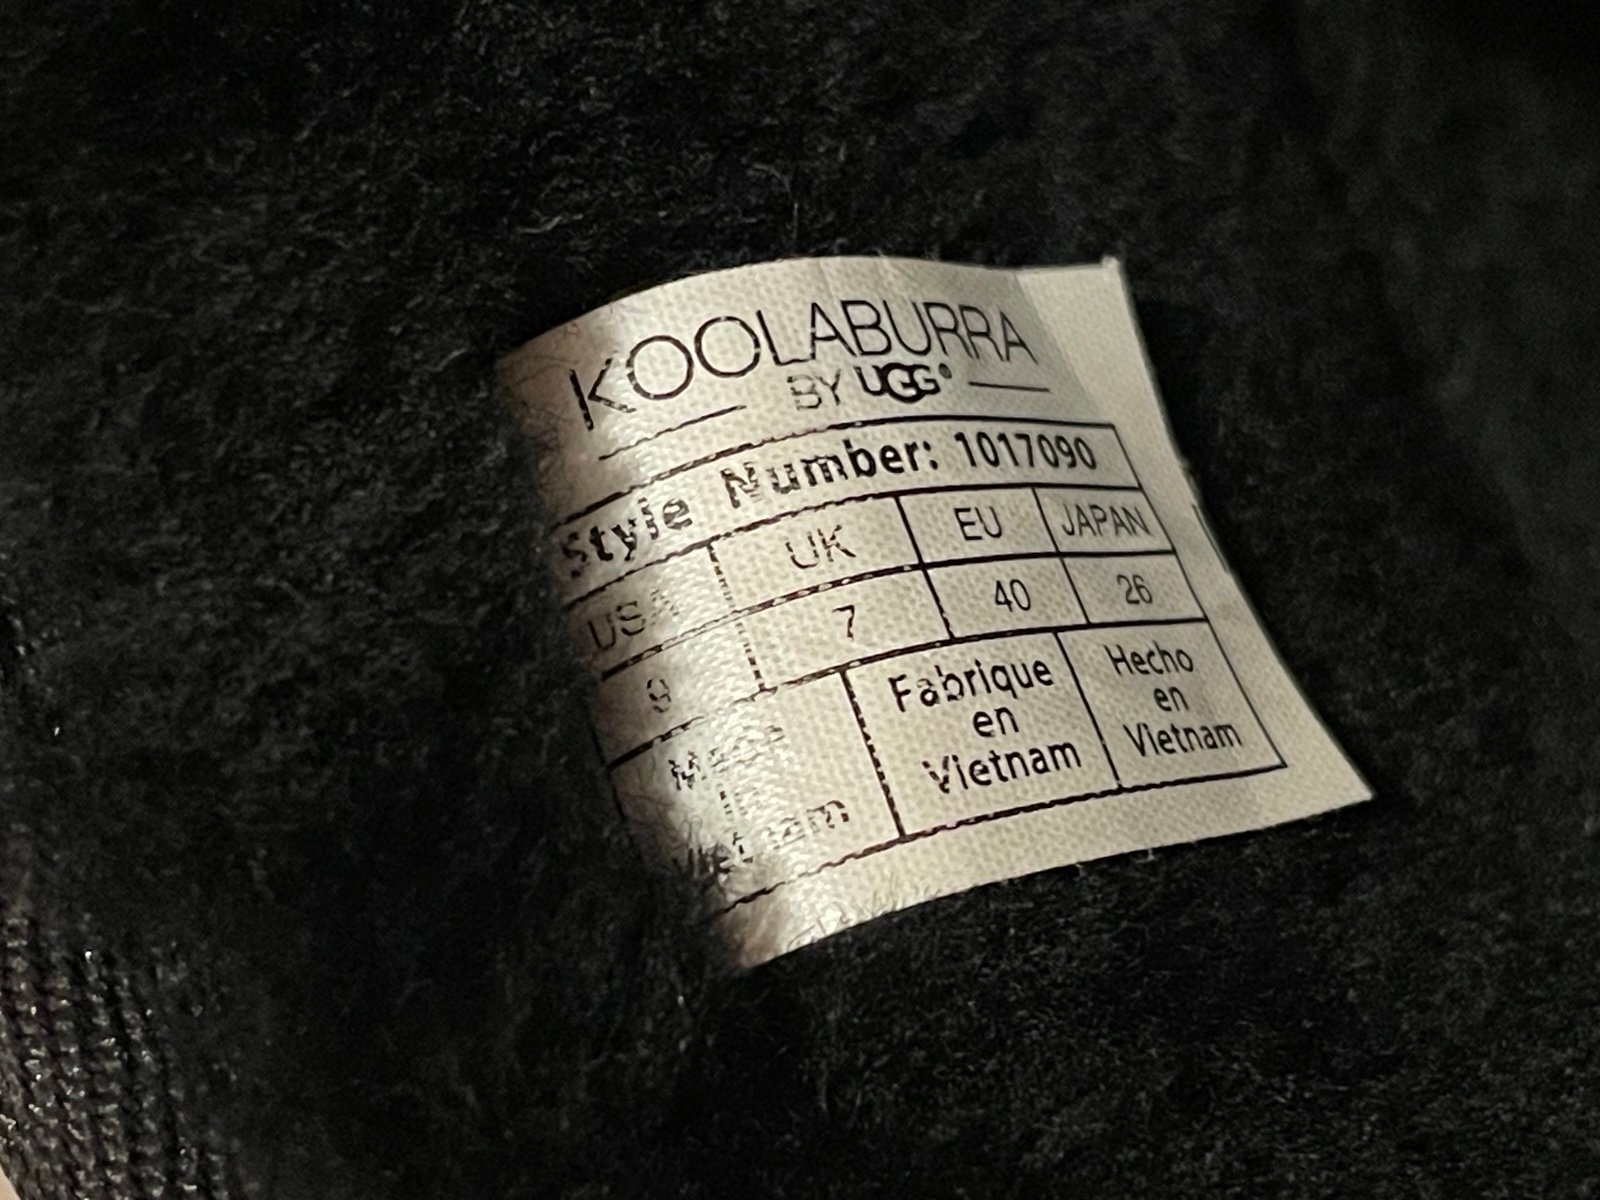 KOOLABURRA
BY UGG®
Style Number: 1017090
USA UK EU JAPAN
9 7 40 26
Fabrique en Vietnam
Hecho en Vietnam